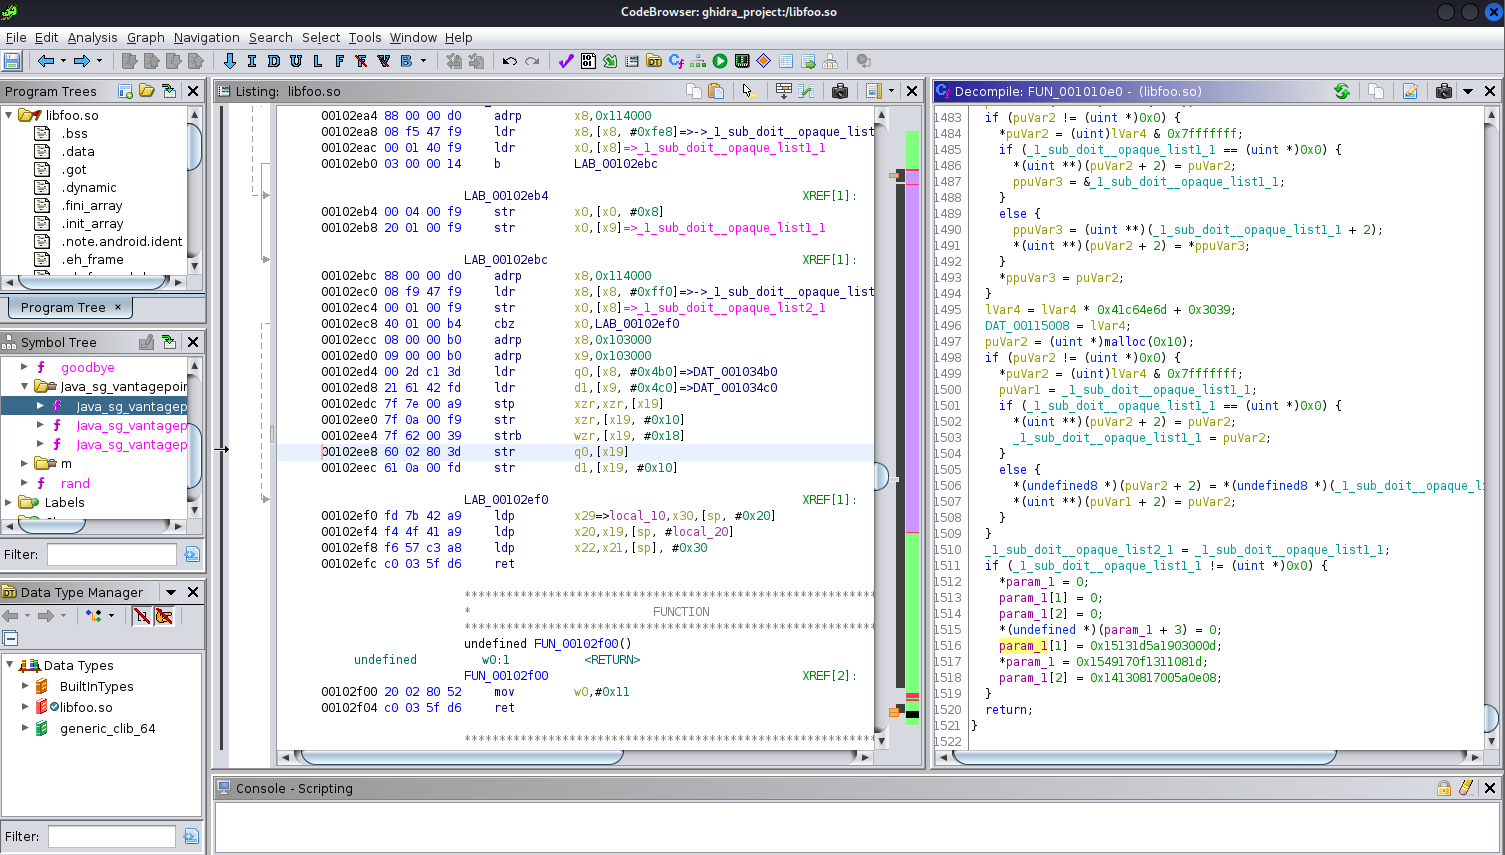 CodeBrowser: ghidra_project:/libfoo.so
File Edit Analysis Graph Navigation Search Select Tools Window Help
I D U L F F V B
Program Trees
libfoo.so
.bss
.data
.got
.dynamic
.fini_array
.init_array
.note.android.ident
.eh_frame
Program Tree ×
Symbol Tree
f goodbye
Java_sg_vantagepoin
f Java_sg_vantagep
f Java_sg_vantagep
f Java_sg_vantagep
m
f rand
Labels
Filter:
Data Type Manager
Data Types
BuiltInTypes
libfoo.so
generic_clib_64
Filter:
Listing: libfoo.so
00102ea4 88 00 00 d0 adrp x8,0x114000
00102ea8 08 f5 47 f9 ldr x8,[x8, #0xfe8]=>->_1_sub_doit__opaque_list
00102eac 00 01 40 f9 ldr x0,[x8]=>_1_sub_doit__opaque_list1_1
00102eb0 03 00 00 14 b LAB_00102ebc
LAB_00102eb4 XREF[1]:
00102eb4 00 04 00 f9 str x0,[x0, #0x8]
00102eb8 20 01 00 f9 str x0,[x9]=>_1_sub_doit__opaque_list1_1
LAB_00102ebc XREF[1]:
00102ebc 88 00 00 d0 adrp x8,0x114000
00102ec0 08 f9 47 f9 ldr x8,[x8, #0xff0]=>->_1_sub_doit__opaque_list
00102ec4 00 01 00 f9 str x0,[x8]=>_1_sub_doit__opaque_list2_1
00102ec8 40 01 00 b4 cbz x0,LAB_00102ef0
00102ecc 08 00 00 b0 adrp x8,0x103000
00102ed0 09 00 00 b0 adrp x9,0x103000
00102ed4 00 2d c1 3d ldr q0,[x8, #0x4b0]=>DAT_001034b0
00102ed8 21 61 42 fd ldr d1,[x9, #0x4c0]=>DAT_001034c0
00102edc 7f 7e 00 a9 stp xzr,xzr,[x19]
00102ee0 7f 0a 00 f9 str xzr,[x19, #0x10]
00102ee4 7f 62 00 39 strb wzr,[x19, #0x18]
00102ee8 60 02 80 3d str q0,[x19]
00102eec 61 0a 00 fd str d1,[x19, #0x10]
LAB_00102ef0 XREF[1]:
00102ef0 fd 7b 42 a9 ldp x29=>local_10,x30,[sp, #0x20]
00102ef4 f4 4f 41 a9 ldp x20,x19,[sp, #local_20]
00102ef8 f6 57 c3 a8 ldp x22,x21,[sp], #0x30
00102efc c0 03 5f d6 ret
* FUNCTION
undefined FUN_00102f00()
undefined w0:1 <RETURN>
FUN_00102f00 XREF[2]:
00102f00 20 02 80 52 mov w0,#0x11
00102f04 c0 03 5f d6 ret
Decompile: FUN_001010e0 - (libfoo.so)
1483 if (puVar2 != (uint *)0x0) {
1484 *puVar2 = (uint)lVar4 & 0x7fffffff;
1485 if (_1_sub_doit__opaque_list1_1 == (uint *)0x0) {
1486 *(uint **)(puVar2 + 2) = puVar2;
1487 ppuVar3 = &_1_sub_doit__opaque_list1_1;
1488 }
1489 else {
1490 ppuVar3 = (uint **)(_1_sub_doit__opaque_list1_1 + 2);
1491 *(uint **)(puVar2 + 2) = *ppuVar3;
1492 }
1493 *ppuVar3 = puVar2;
1494 }
1495 lVar4 = lVar4 * 0x41c64e6d + 0x3039;
1496 DAT_00115008 = lVar4;
1497 puVar2 = (uint *)malloc(0x10);
1498 if (puVar2 != (uint *)0x0) {
1499 *puVar2 = (uint)lVar4 & 0x7fffffff;
1500 puVar1 = _1_sub_doit__opaque_list1_1;
1501 if (_1_sub_doit__opaque_list1_1 == (uint *)0x0) {
1502 *(uint **)(puVar2 + 2) = puVar2;
1503 _1_sub_doit__opaque_list1_1 = puVar2;
1504 }
1505 else {
1506 *(undefined8 *)(puVar2 + 2) = *(undefined8 *)(_1_sub_doit__opaque_l
1507 *(uint **)(puVar1 + 2) = puVar2;
1508 }
1509 }
1510 _1_sub_doit__opaque_list2_1 = _1_sub_doit__opaque_list1_1;
1511 if (_1_sub_doit__opaque_list1_1 != (uint *)0x0) {
1512 *param_1 = 0;
1513 param_1[1] = 0;
1514 param_1[2] = 0;
1515 *(undefined *)(param_1 + 3) = 0;
1516 param_1[1] = 0x15131d5a1903000d;
1517 *param_1 = 0x1549170f1311081d;
1518 param_1[2] = 0x14130817005a0e08;
1519 }
1520 return;
1521 }
1522
Console - Scripting